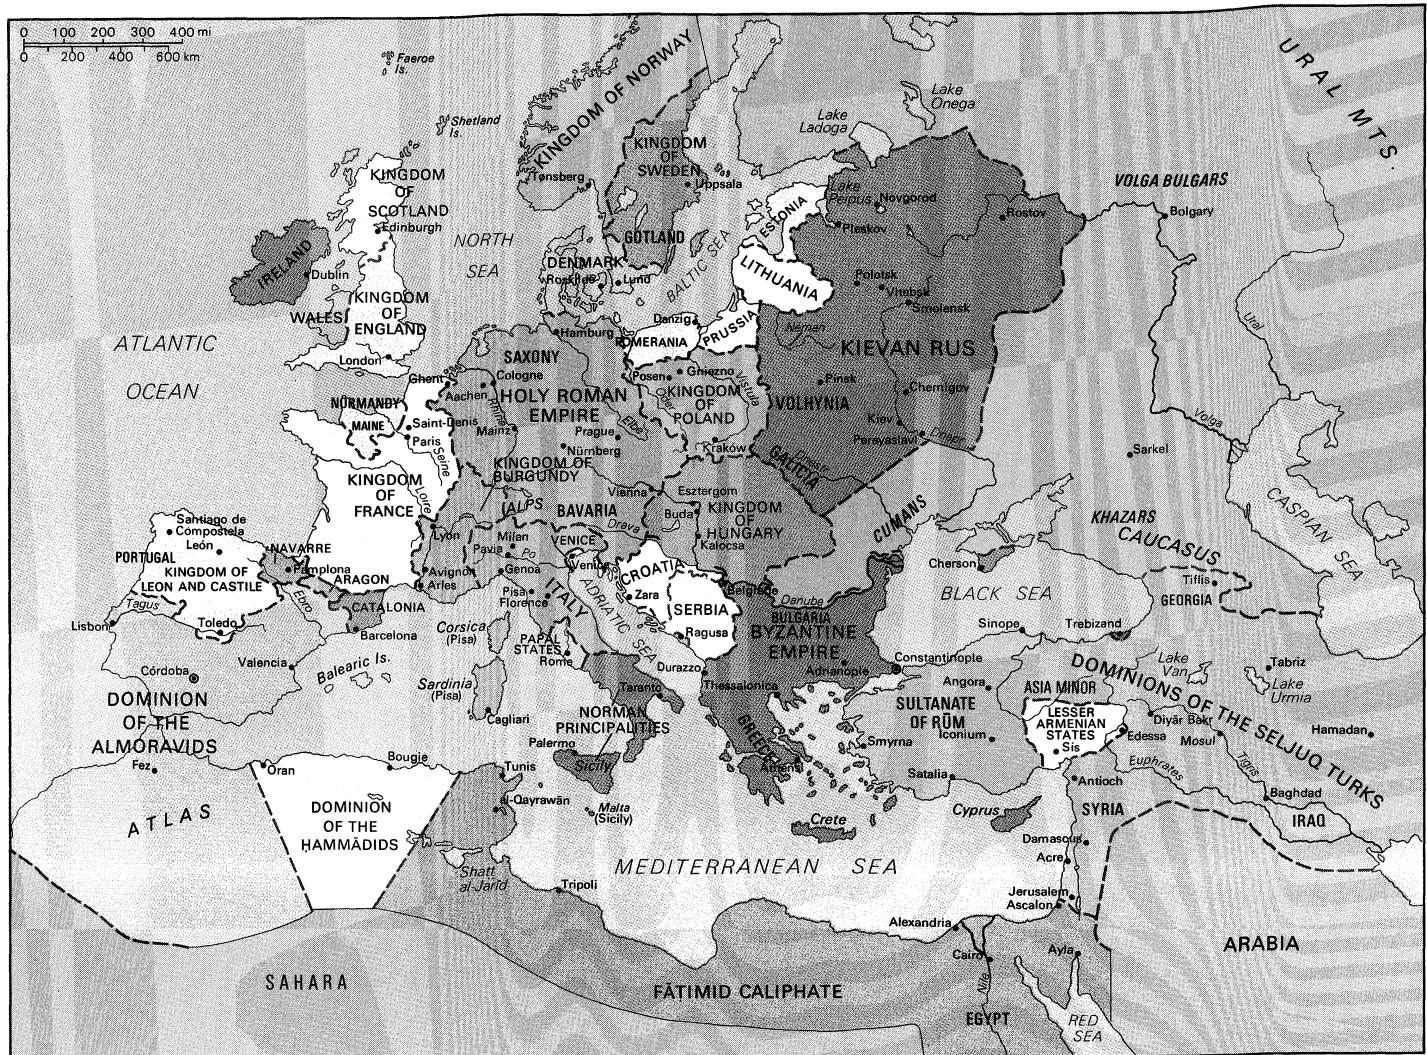 0 100 200 300 400 mi
0 200 400 600 km
Faeroe
Is.
Shetland
Is.
KINGDOM OF NORWAY
Tønsberg
KINGDOM
OF
SWEDEN
Uppsala
GOTLAND
Lake
Onega
Lake
Ladoga
URAL MTS
VOLGA BULGARS
Bolgary
KINGDOM
OF
SCOTLAND
Edinburgh
NORTH
SEA
IRELAND
Dublin
WALES
KINGDOM
OF
ENGLAND
London
DENMARK
Roskilde
Lund
BALTIC SEA
ESTONIA
Lake
Peipus
Novgorod
Pleskov
Rostov
LITHUANIA
Polotsk
Vitebsk
Smolensk
Neman
KIEVAN RUS
Pinsk
Chernigov
VOLHYNIA
Kiev
Pereyaslavl
Dnepr
Dnestr
GALICIA
CUMANS
Ural
Volga
Sarkel
KHAZARS
CAUCASUS
CASPIAN SEA
ATLANTIC
OCEAN
Danzig
PRUSSIA
POMERANIA
Hamburg
SAXONY
Ghent
Cologne
Aachen
HOLY ROMAN
EMPIRE
Rhine
Mainz
Elbe
Prague
Nürnberg
Posen
Gniezno
Oder
Vistula
KINGDOM
OF
POLAND
Kraków
NORMANDY
MAINE
Saint-Denis
Paris
Seine
Loire
KINGDOM
OF
FRANCE
KINGDOM OF
BURGUNDY
ALPS
BAVARIA
Vienna
Esztergom
Buda
KINGDOM
OF
HUNGARY
Kalocsa
Drava
Lyon
Avignon
Arles
Milan
Pavia
Po
Genoa
VENICE
Venice
CROATIA
Zara
SERBIA
Ragusa
Belgrade
Danube
BULGARIA
BYZANTINE
EMPIRE
Adrianople
Constantinople
Cherson
BLACK SEA
Sinope
Trebizond
Tiflis
GEORGIA
Santiago de
Compostela
León
PORTUGAL
KINGDOM OF
LEON AND CASTILE
NAVARRE
Pamplona
ARAGON
Ebro
CATALONIA
Barcelona
Tagus
Lisbon
Toledo
Córdoba
Valencia
Balearic Is.
DOMINION
OF THE
ALMORAVIDS
Fez
ATLAS
Oran
Bougie
DOMINION
OF THE
ḤAMMĀDIDS
Pisa
Florence
ITALY
ADRIATIC SEA
Corsica
(Pisa)
PAPAL
STATES
Rome
Sardinia
(Pisa)
Cagliari
NORMAN
PRINCIPALITIES
Taranto
Palermo
Sicily
Malta
(Sicily)
Tunis
al-Qayrawān
Shatt
al-Jarīd
Tripoli
Durazzo
Thessalonica
GREECE
Athens
Crete
MEDITERRANEAN SEA
Angora
ASIA MINOR
SULTANATE
OF RŪM
Iconium
Smyrna
Satalia
LESSER
ARMENIAN
STATES
Sis
Lake
Van
Tabriz
Lake
Urmia
DOMINIONS OF THE SELJUQ TURKS
Diyār Bakr
Edessa
Mosul
Hamadan
Euphrates
Tigris
Baghdad
IRAQ
Antioch
SYRIA
Cyprus
Damascus
Acre
Jerusalem
Ascalon
Alexandria
Cairo
Ayla
Nile
EGYPT
RED
SEA
ARABIA
FĀTIMID CALIPHATE
SAHARA